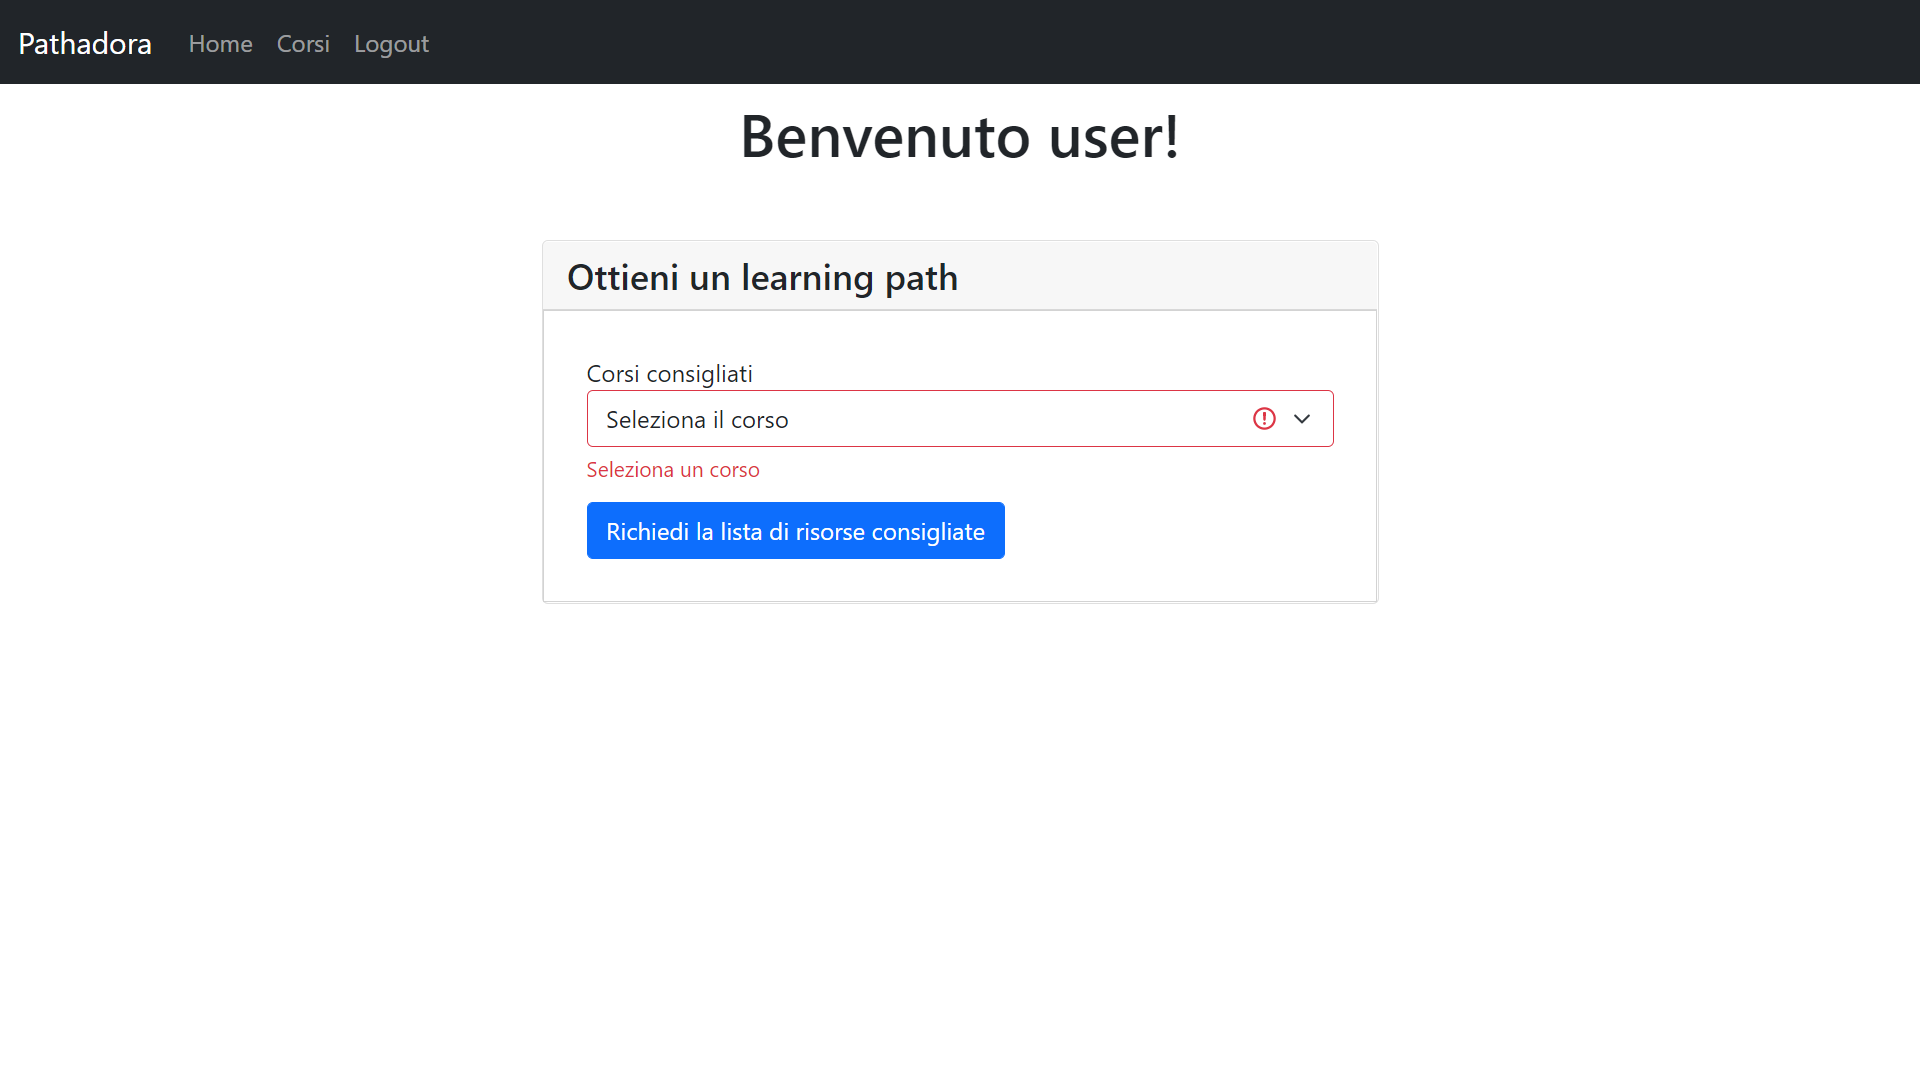 Pathadora Home Corsi Logout
Benvenuto user!
Ottieni un learning path
Corsi consigliati
Seleziona il corso
Seleziona un corso
Richiedi la lista di risorse consigliate